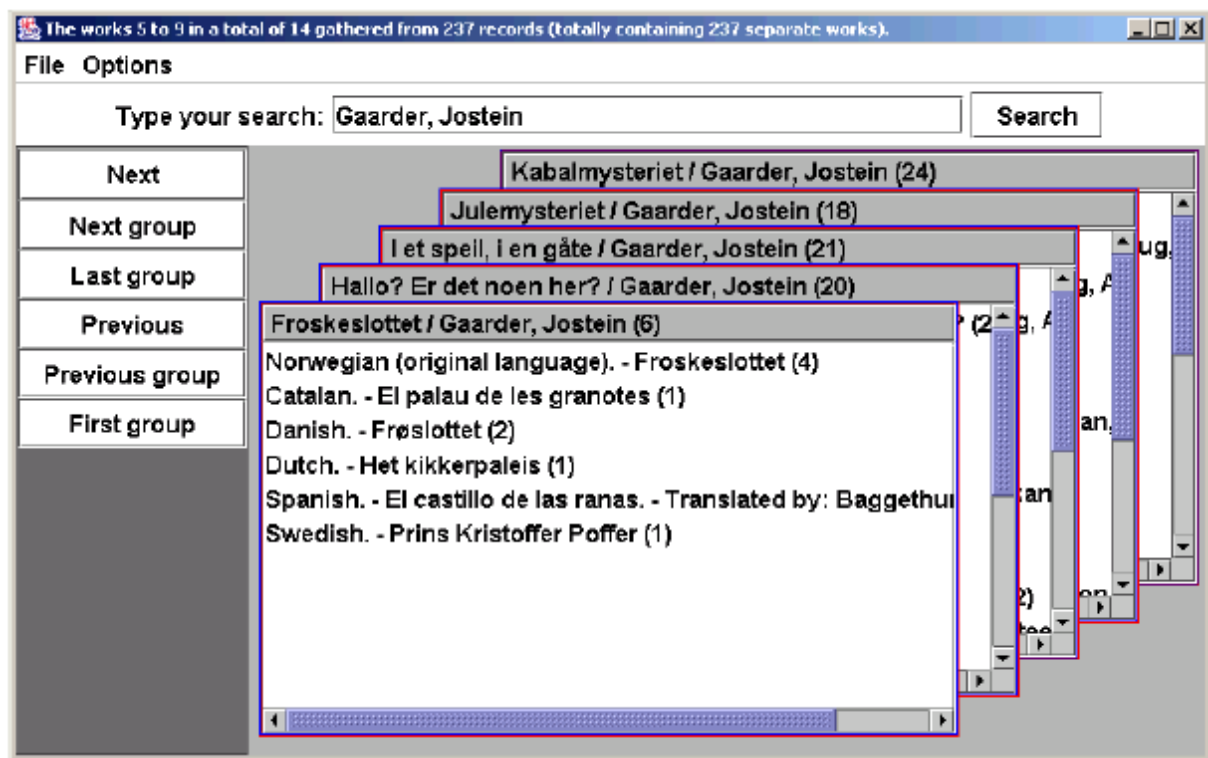 The works 5 to 9 in a total of 14 gathered from 237 records (totally containing 237 separate works).
File Options
Type your search: Gaarder, Jostein Search
Next
Next group
Last group
Previous
Previous group
First group
Kabalmysteriet / Gaarder, Jostein (24)
Julemysteriet / Gaarder, Jostein (18)
I et speil, i en gåte / Gaarder, Jostein (21)
Hallo? Er det noen her? / Gaarder, Jostein (20)
Froskeslottet / Gaarder, Jostein (6)
Norwegian (original language). - Froskeslottet (4)
Catalan. - El palau de les granotes (1)
Danish. - Frøslottet (2)
Dutch. - Het kikkerpaleis (1)
Spanish. - El castillo de las ranas. - Translated by: Baggethu
Swedish. - Prins Kristoffer Poffer (1)